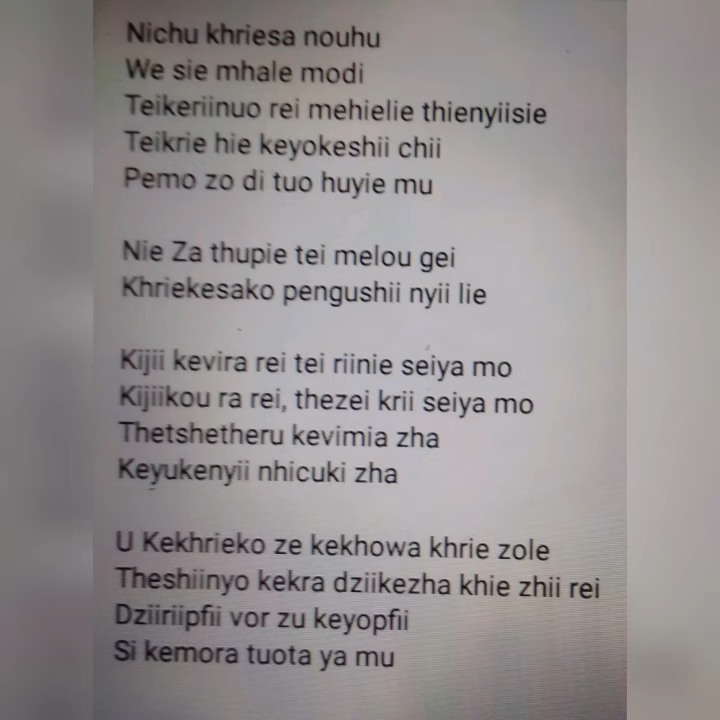 Nichu khriesa nouhu
We sie mhale modi
Teikeriinuo rei mehielie thienyiisie
Teikrie hie keyokeshii chii
Pemo zo di tuo huyie mu
Nie Za thupie tei melou gei
Khriekesako pengushii nyii lie
Kijii kevira rei tei riinie seiya mo
Kijiikou ra rei, thezei krii seiya mo
Thetshetheru kevimia zha
Keyukenyii nhicuki zha
U Kekhrieko ze kekhowa khrie zole
Theshiinyo kekra dziikezha khie zhii rei
Dziiriipfii vor zu keyopfii
Si kemora tuota ya mu